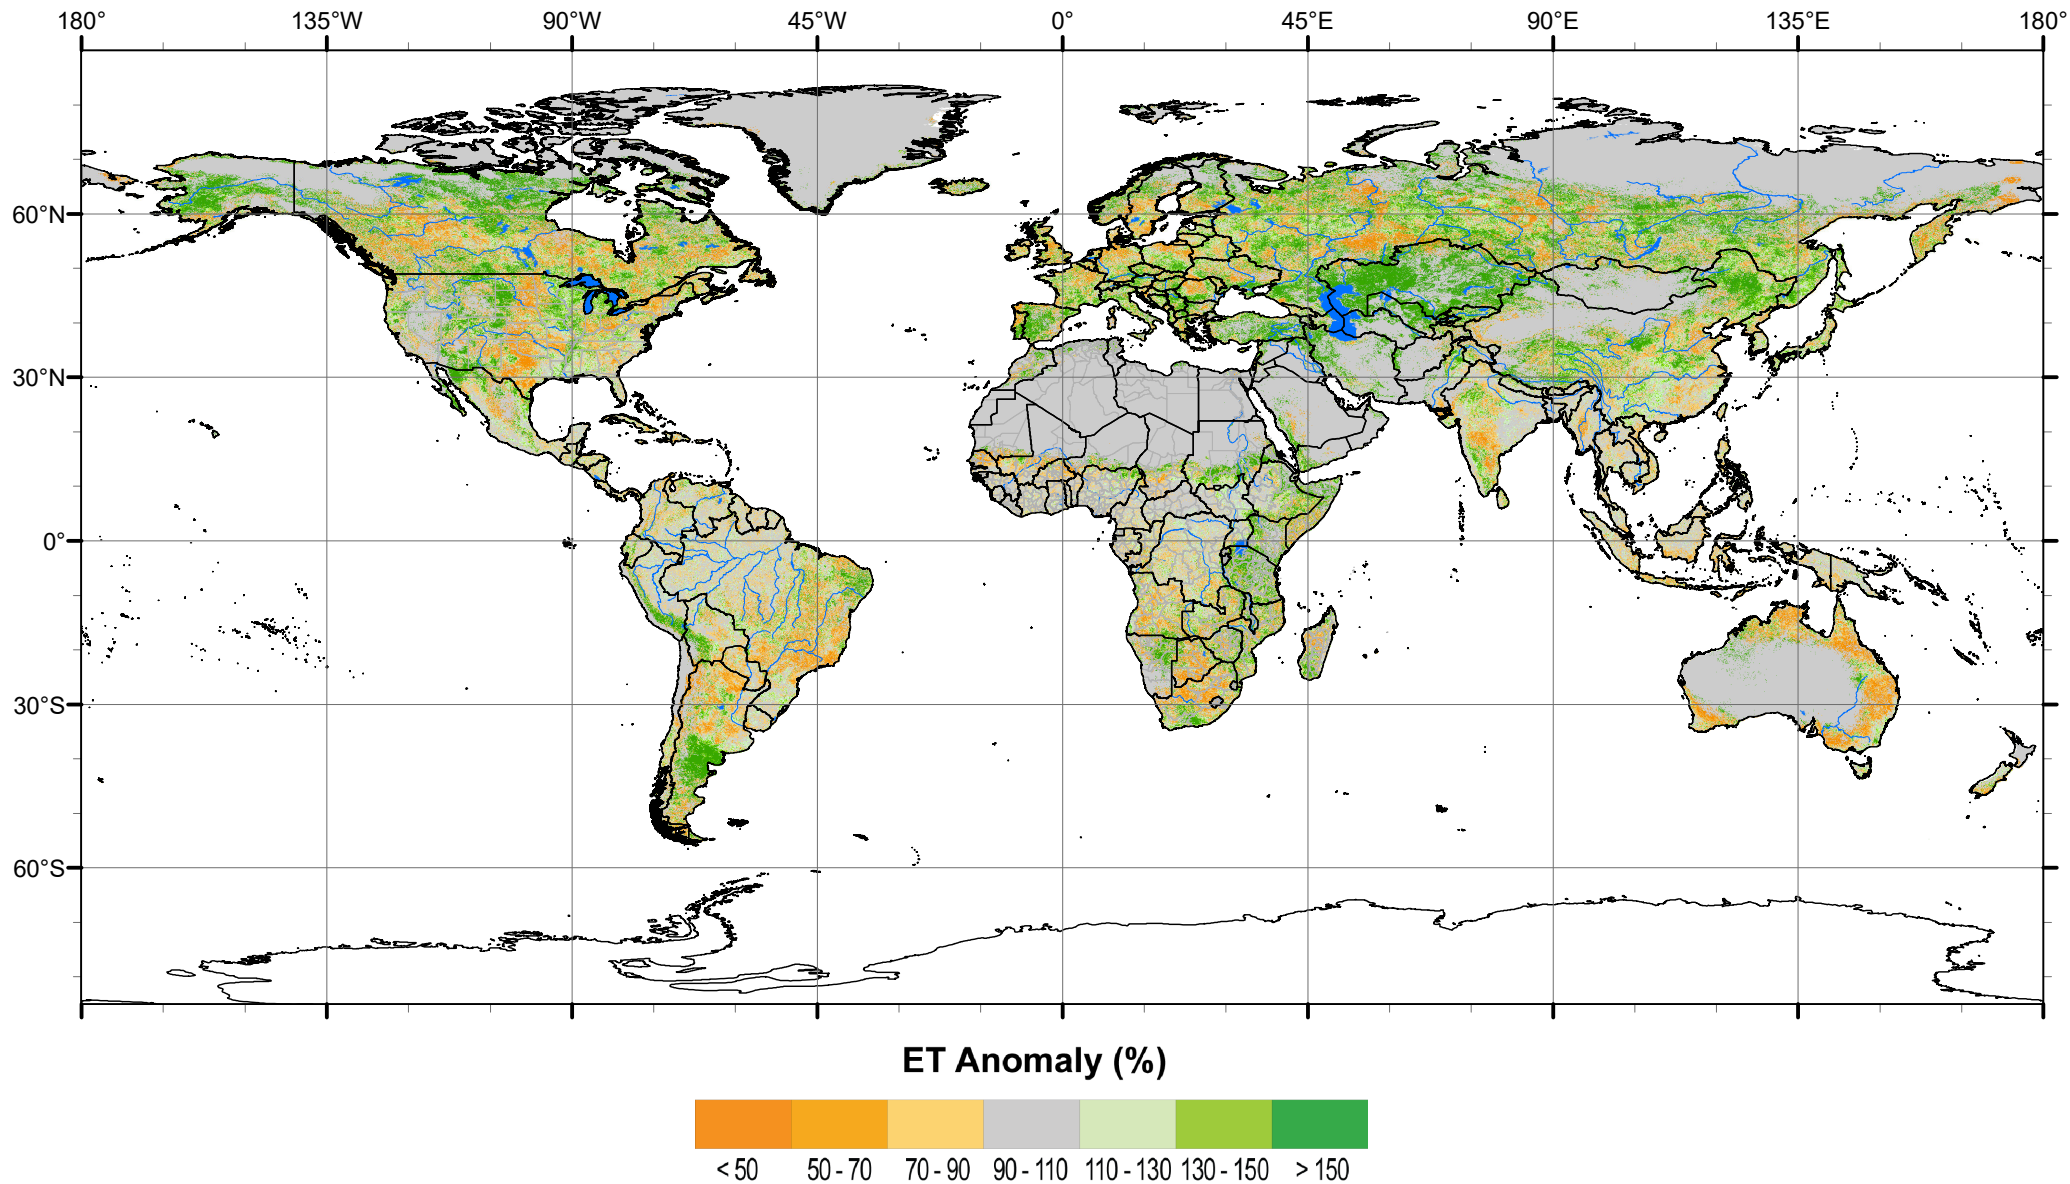 180° 135°W 90°W 45°W 0° 45°E 90°E 135°E 180°
60°N
30°N
0°
30°S
60°S
ET Anomaly (%)
< 50 50 - 70 70 - 90 90 - 110 110 - 130 130 - 150 > 150